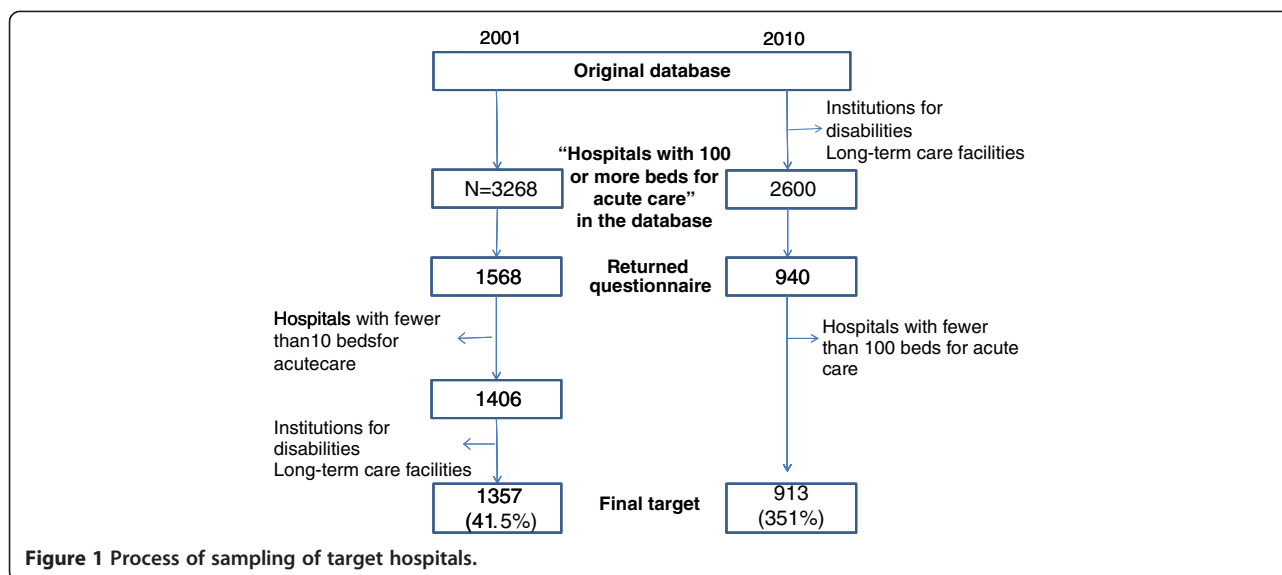 2001 2010
Original database
Institutions for
disabilities
Long-term care facilities
"Hospitals with 100
or more beds for
acute care"
in the database
N=3268
2600
Returned
questionnaire
1568
940
Hospitals with fewer
than10 bedsfor
acutecare
Hospitals with fewer
than 100 beds for acute
care
1406
Institutions for
disabilities
Long-term care facilities
1357
(41.5%)
Final target
913
(351%)
Figure 1 Process of sampling of target hospitals.